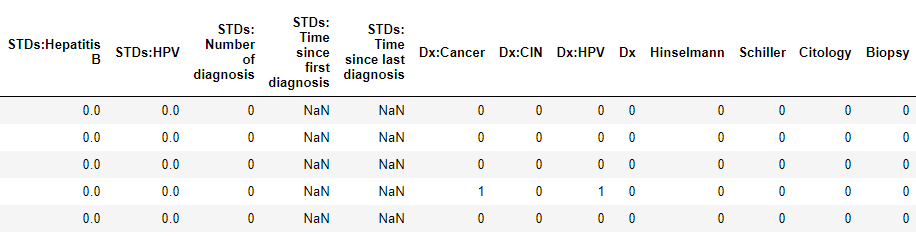 STDs:Hepatitis B STDs:HPV STDs: Number of diagnosis STDs: Time since first diagnosis STDs: Time since last diagnosis Dx:Cancer Dx:CIN Dx:HPV Dx Hinselmann Schiller Citology Biopsy
0.0 0.0 0 NaN NaN 0 0 0 0 0 0 0 0
0.0 0.0 0 NaN NaN 0 0 0 0 0 0 0 0
0.0 0.0 0 NaN NaN 0 0 0 0 0 0 0 0
0.0 0.0 0 NaN NaN 1 0 1 0 0 0 0 0
0.0 0.0 0 NaN NaN 0 0 0 0 0 0 0 0